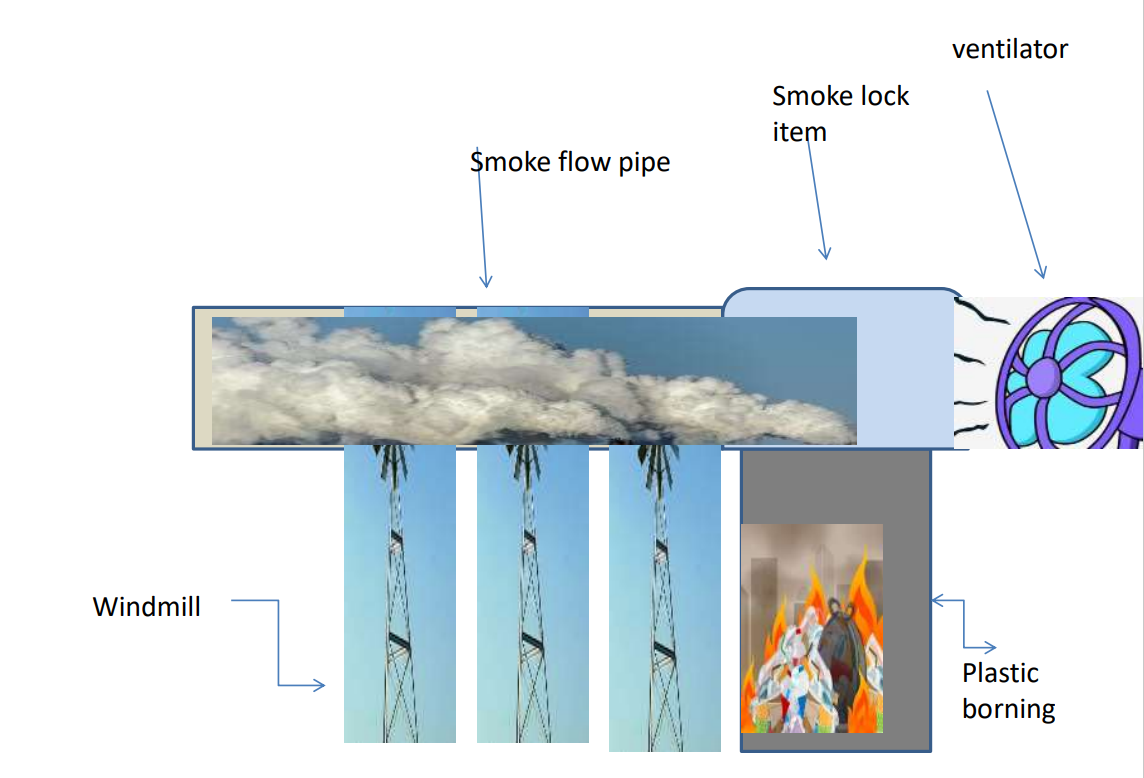 ventilator
Smoke lock
item
Smoke flow pipe
Windmill
Plastic
borning